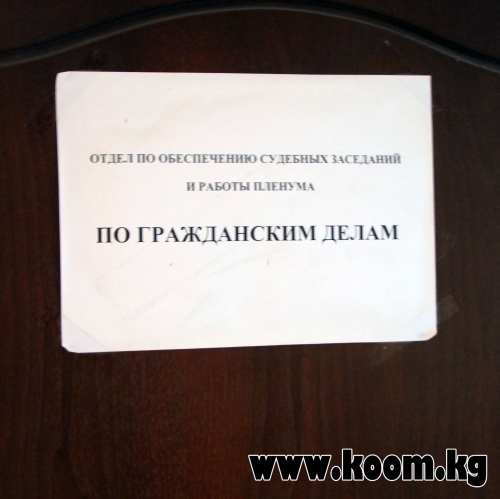 ОТДЕЛ ПО ОБЕСПЕЧЕНИЮ СУДЕБНЫХ ЗАСЕДАНИЙ
И РАБОТЫ ПЛЕНУМА
ПО ГРАЖДАНСКИМ ДЕЛАМ
www.koom.kg